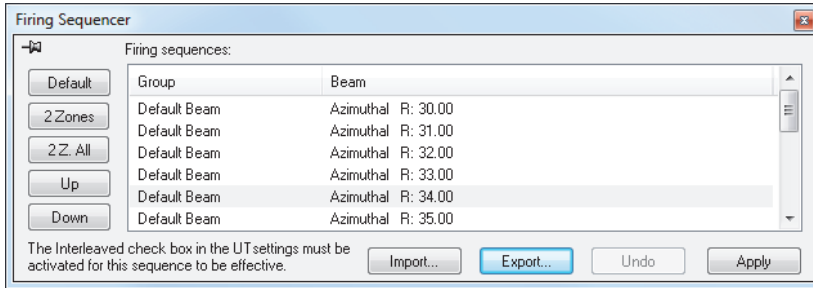 Firing Sequencer
Firing sequences:
Default
2 Zones
2 Z. All
Up
Down
Group Beam
Default Beam Azimuthal R: 30.00
Default Beam Azimuthal R: 31.00
Default Beam Azimuthal R: 32.00
Default Beam Azimuthal R: 33.00
Default Beam Azimuthal R: 34.00
Default Beam Azimuthal R: 35.00
The Interleaved check box in the UT settings must be
activated for this sequence to be effective.
Import... Export... Undo Apply